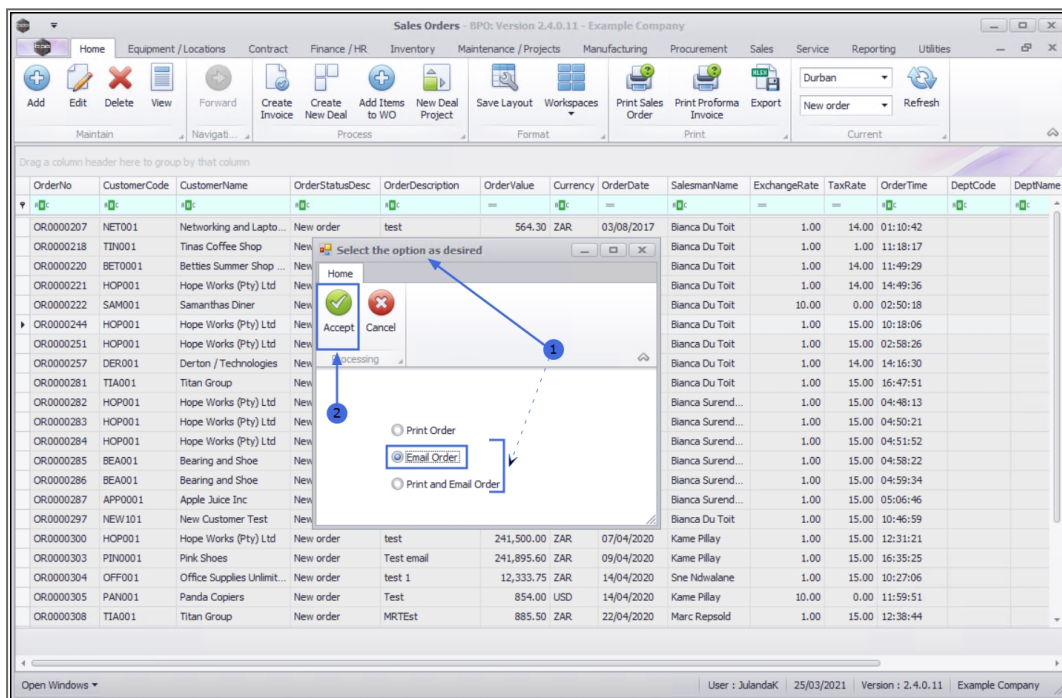 Sales Orders - BPO: Version 2.4.0.11 - Example Company
Home Equipment / Locations Contract Finance / HR Inventory Maintenance / Projects Manufacturing Procurement Sales Service Reporting Utilities
Add Edit Delete View Forward Create Invoice Create New Deal Add Items to WO New Deal Project Save Layout Workspaces Print Sales Order Print Proforma Invoice Export Durban New order Refresh
Maintain Navigati... Process Format Print Current
Drag a column header here to group by that column
OrderNo CustomerCode CustomerName OrderStatusDesc OrderDescription OrderValue Currency OrderDate SalesmanName ExchangeRate TaxRate OrderTime DeptCode DeptName
OR0000207 NET001 Networking and Lapto... New order test 564.30 ZAR 03/08/2017 Bianca Du Toit 1.00 14.00 01:10:42
OR0000218 TIN001 Tinas Coffee Shop New Bianca Du Toit 1.00 1.00 11:18:17
OR0000220 BET0001 Betties Summer Shop ... New Bianca Du Toit 1.00 14.00 11:49:29
OR0000221 HOP001 Hope Works (Pty) Ltd New Bianca Du Toit 1.00 14.00 14:49:36
OR0000222 SAM001 Samanthas Diner New Bianca Du Toit 10.00 0.00 02:50:18
OR0000244 HOP001 Hope Works (Pty) Ltd New Bianca Du Toit 1.00 15.00 10:18:06
OR0000251 HOP001 Hope Works (Pty) Ltd New Bianca Du Toit 1.00 15.00 02:58:26
OR0000257 DER001 Derton / Technologies New Bianca Du Toit 1.00 14.00 14:16:30
OR0000281 TIA001 Titan Group New Bianca Du Toit 1.00 15.00 16:47:51
OR0000282 HOP001 Hope Works (Pty) Ltd New Bianca Surend... 1.00 15.00 04:48:13
OR0000283 HOP001 Hope Works (Pty) Ltd New Bianca Surend... 1.00 15.00 04:50:21
OR0000284 HOP001 Hope Works (Pty) Ltd New Bianca Surend... 1.00 15.00 04:51:52
OR0000285 BEA001 Bearing and Shoe New Bianca Surend... 1.00 15.00 04:58:22
OR0000286 BEA001 Bearing and Shoe New Bianca Surend... 1.00 15.00 04:59:34
OR0000287 APP0001 Apple Juice Inc New Bianca Surend... 1.00 15.00 05:06:46
OR0000297 NEW101 New Customer Test New Bianca Du Toit 1.00 15.00 10:46:59
OR0000300 HOP001 Hope Works (Pty) Ltd New order test 241,500.00 ZAR 07/04/2020 Kame Pillay 1.00 15.00 12:31:21
OR0000303 PIN0001 Pink Shoes New order Test email 241,895.60 ZAR 09/04/2020 Kame Pillay 1.00 15.00 16:35:25
OR0000304 OFF001 Office Supplies Unlimit... New order test 1 12,333.75 ZAR 14/04/2020 Sne Ndwalane 1.00 15.00 10:27:06
OR0000305 PAN001 Panda Copiers New order Test 854.00 USD 14/04/2020 Kame Pillay 10.00 0.00 11:59:51
OR0000308 TIA001 Titan Group New order MRTEst 885.50 ZAR 22/04/2020 Marc Repsold 1.00 15.00 12:38:44
Select the option as desired
Home
Accept Cancel
Processing
1
2
Print Order
Email Order
Print and Email Order
Open Windows User : JulandaK 25/03/2021 Version : 2.4.0.11 Example Company